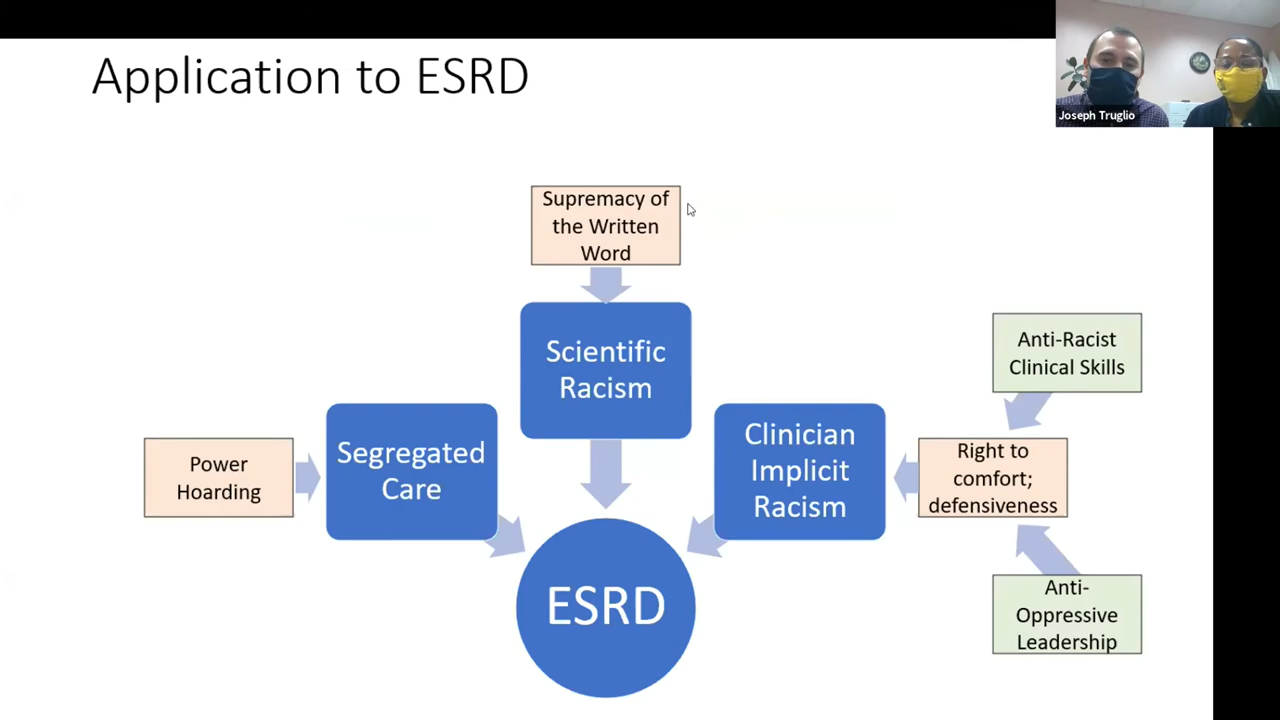 Application to ESRD
Joseph Truglio
Supremacy of
the Written
Word
Scientific
Racism
Anti-Racist
Clinical Skills
Power
Hoarding
Segregated
Care
Clinician
Implicit
Racism
Right to
comfort;
defensiveness
ESRD
Anti-
Oppressive
Leadership